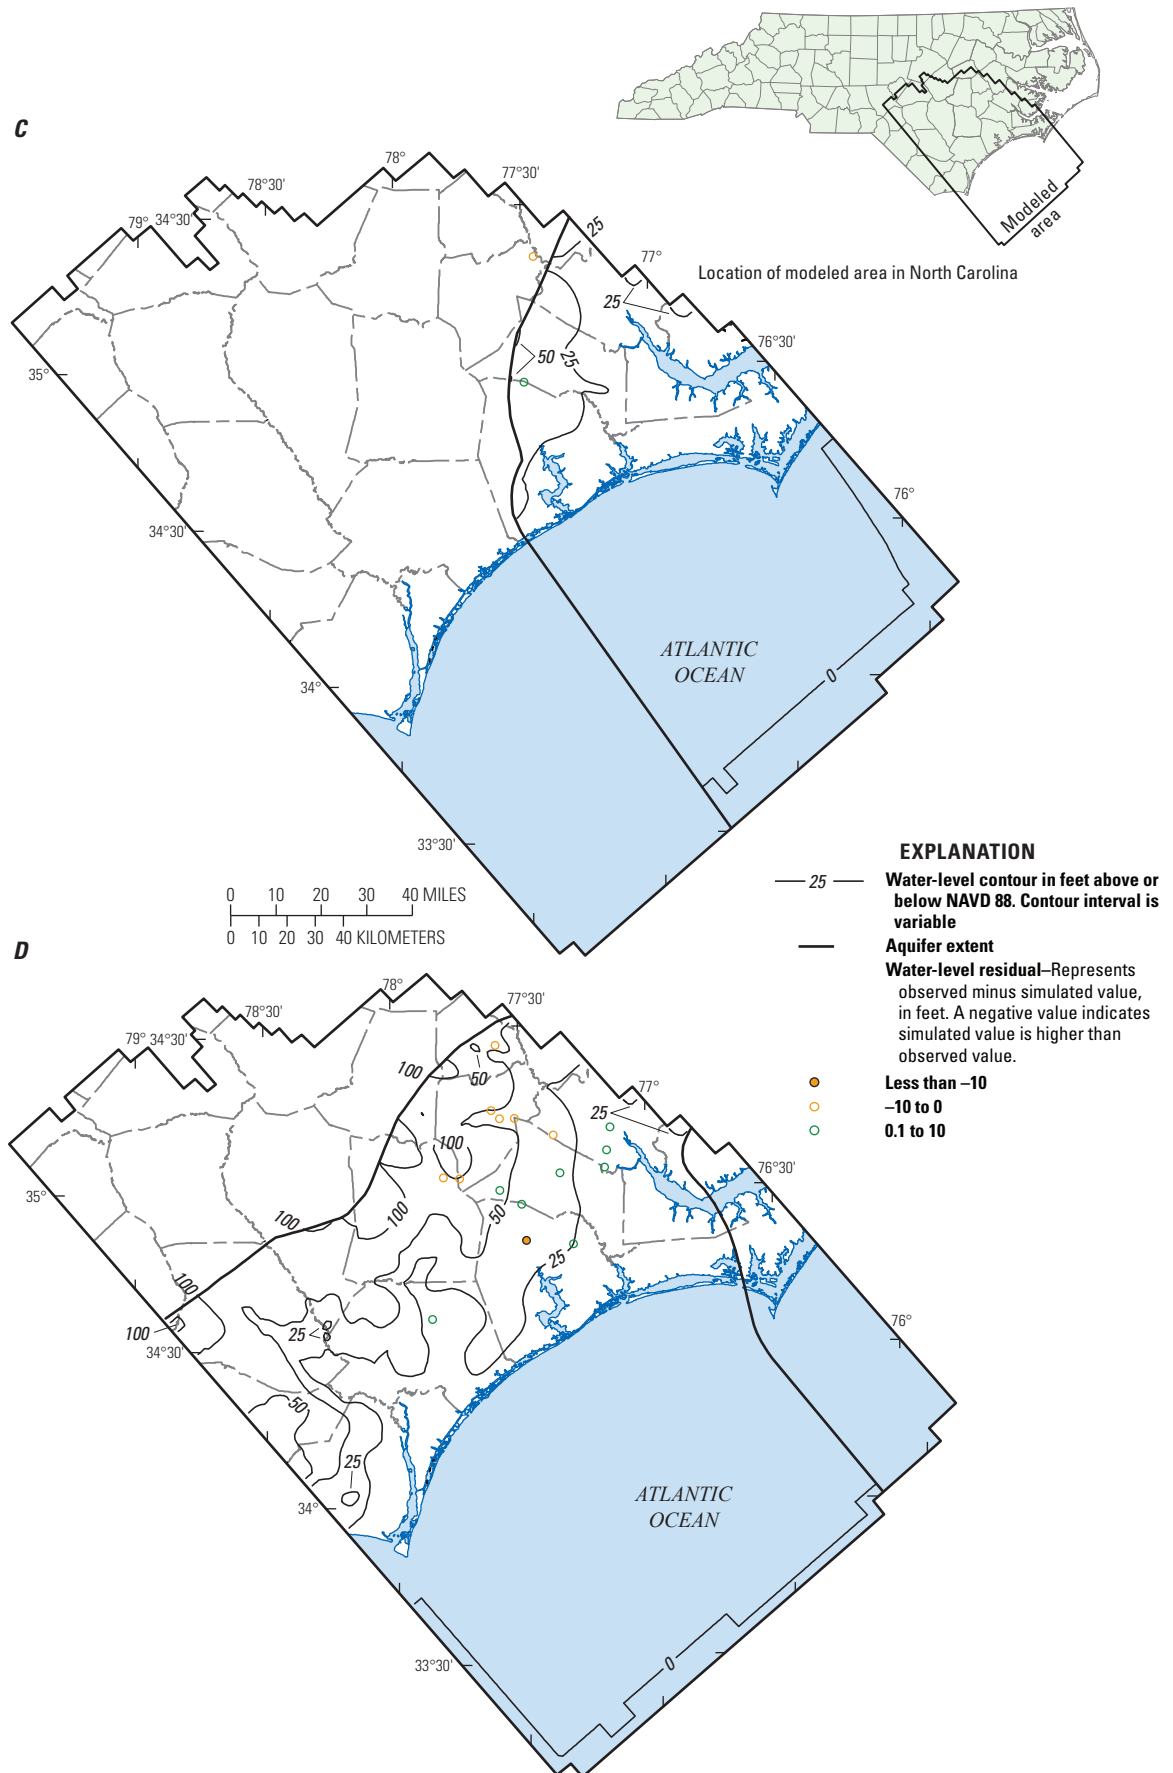 Modeled
area
Location of modeled area in North Carolina
C
78°
78°30'
77°30'
79°
34°30'
25
77°
25
76°30'
50
25
35°
76°
34°30'
ATLANTIC
OCEAN
0
34°
33°30'
EXPLANATION
25
Water-level contour in feet above or
below NAVD 88. Contour interval is
variable
Aquifer extent
Water-level residual–Represents
observed minus simulated value,
in feet. A negative value indicates
simulated value is higher than
observed value.
Less than –10
–10 to 0
0.1 to 10
0 10 20 30 40 MILES
0 10 20 30 40 KILOMETERS
D
78°
78°30'
77°30'
79°
34°30'
100
50
77°
25
100
76°30'
35°
100
100
50
25
100
100
25
34°30'
76°
50
25
34°
ATLANTIC
OCEAN
33°30'
0